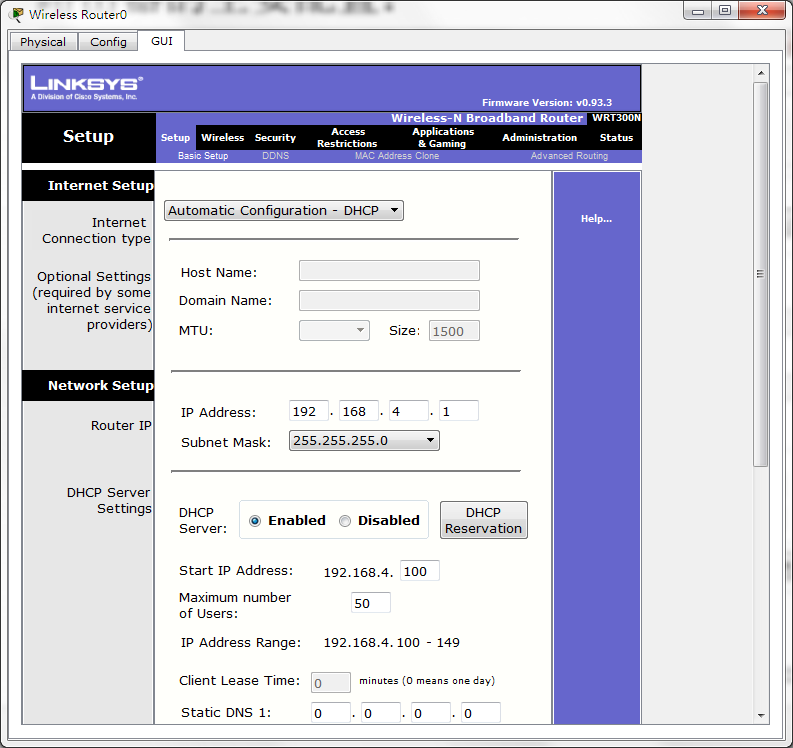 Wireless Router0
Physical Config GUI
LINKSYS®
A Division of Cisco Systems, Inc.
Firmware Version: v0.93.3
Wireless-N Broadband Router WRT300N
Setup
Setup Wireless Security Access Restrictions Applications & Gaming Administration Status
Basic Setup DDNS MAC Address Clone Advanced Routing
Internet Setup
Internet
Connection type
Automatic Configuration - DHCP
Optional Settings
(required by some
internet service
providers)
Host Name:
Domain Name:
MTU: Size: 1500
Help...
Network Setup
Router IP
IP Address: 192 . 168 . 4 . 1
Subnet Mask: 255.255.255.0
DHCP Server
Settings
DHCP
Server: Enabled Disabled
DHCP
Reservation
Start IP Address: 192.168.4. 100
Maximum number
of Users: 50
IP Address Range: 192.168.4.100 - 149
Client Lease Time: 0 minutes (0 means one day)
Static DNS 1: 0 . 0 . 0 . 0